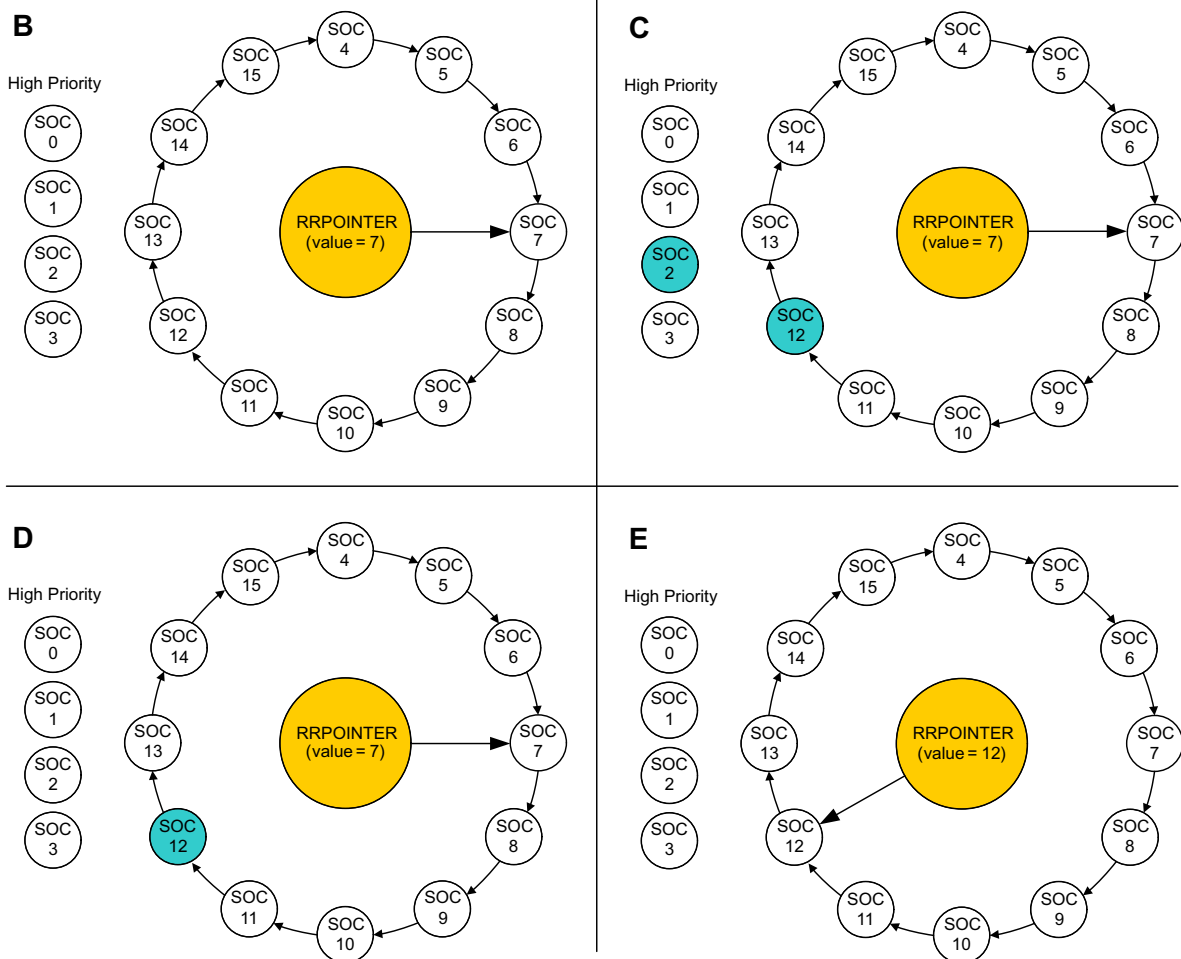 B
High Priority
SOC
0
SOC
1
SOC
2
SOC
3
SOC
4
SOC
5
SOC
6
SOC
7
SOC
8
SOC
9
SOC
10
SOC
11
SOC
12
SOC
13
SOC
14
SOC
15
RRPOINTER
(value = 7)
C
High Priority
SOC
0
SOC
1
SOC
2
SOC
3
SOC
4
SOC
5
SOC
6
SOC
7
SOC
8
SOC
9
SOC
10
SOC
11
SOC
12
SOC
13
SOC
14
SOC
15
RRPOINTER
(value = 7)
D
High Priority
SOC
0
SOC
1
SOC
2
SOC
3
SOC
4
SOC
5
SOC
6
SOC
7
SOC
8
SOC
9
SOC
10
SOC
11
SOC
12
SOC
13
SOC
14
SOC
15
RRPOINTER
(value = 7)
E
High Priority
SOC
0
SOC
1
SOC
2
SOC
3
SOC
4
SOC
5
SOC
6
SOC
7
SOC
8
SOC
9
SOC
10
SOC
11
SOC
12
SOC
13
SOC
14
SOC
15
RRPOINTER
(value = 12)